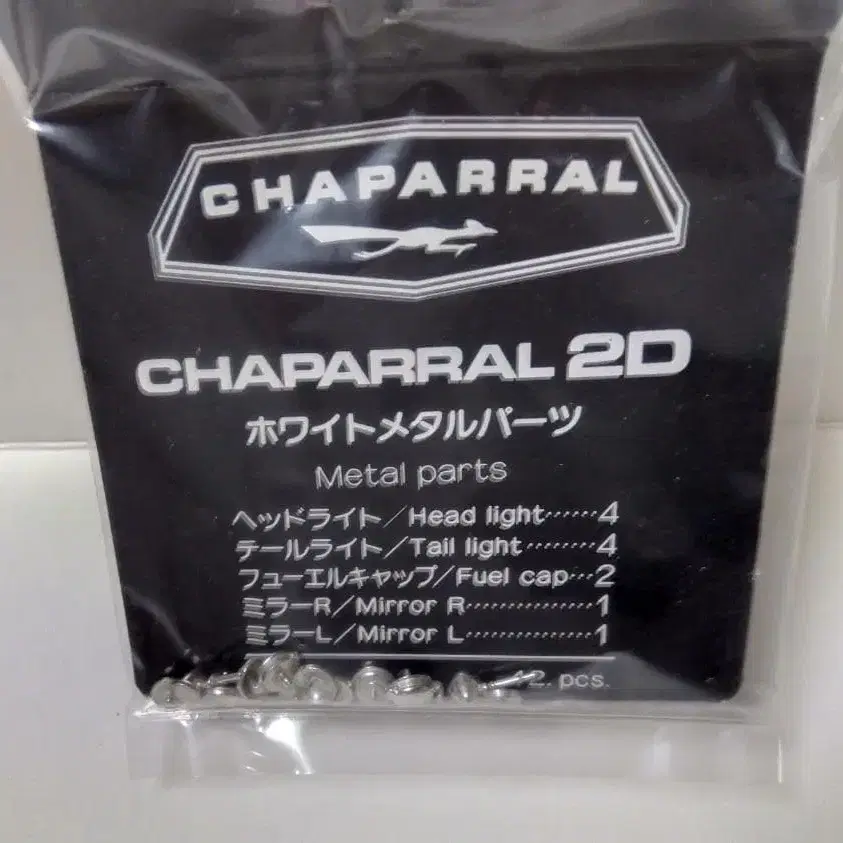 CHAPARRAL
CHAPARRAL 2D
ホワイトメタルパーツ
Metal parts
ヘッドライト/Head light······4
テールライト/Tail light········4
フューエルキャップ/Fuel cap···2
ミラーR/Mirror R···············1
ミラーL/Mirror L···············1
12. pcs.